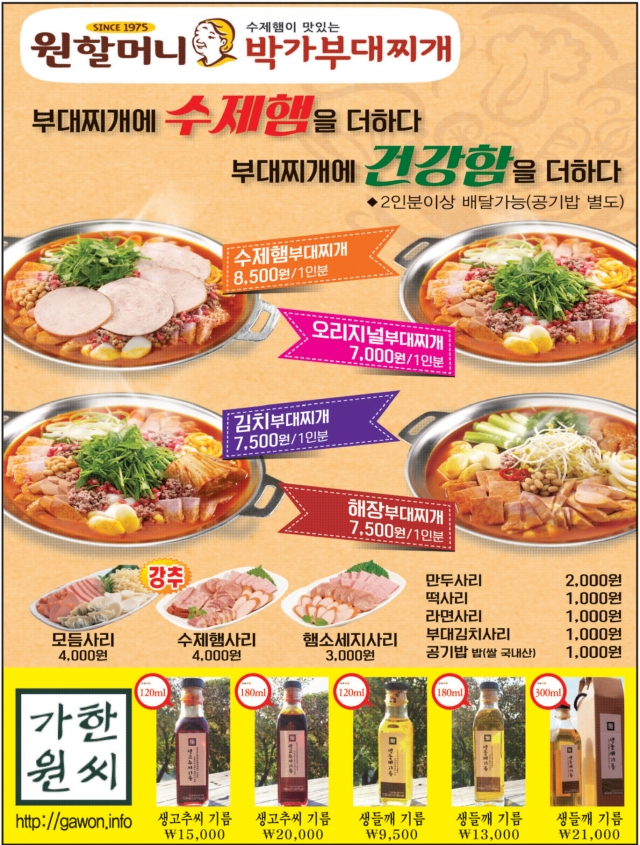 SINCE 1975
원할머니
수제햄이 맛있는
박가부대찌개
부대찌개에 수제햄을 더하다
부대찌개에 건강함을 더하다
◆2인분이상 배달가능(공기밥 별도)
수제햄부대찌개
8,500원/1인분
오리지널부대찌개
7,000원/1인분
김치부대찌개
7,500원/1인분
해장부대찌개
7,500원/1인분
강추
모듬사리
4,000원
수제햄사리
4,000원
햄소세지사리
3,000원
만두사리 2,000원
떡사리 1,000원
라면사리 1,000원
부대김치사리 1,000원
공기밥 밥(쌀 국내산) 1,000원
가한
원씨
http://gawon.info
120ml
생고추씨 기름
₩15,000
180ml
생고추씨 기름
₩20,000
120ml
생들깨 기름
₩9,500
180ml
생들깨 기름
₩13,000
300ml
생들깨 기름
₩21,000